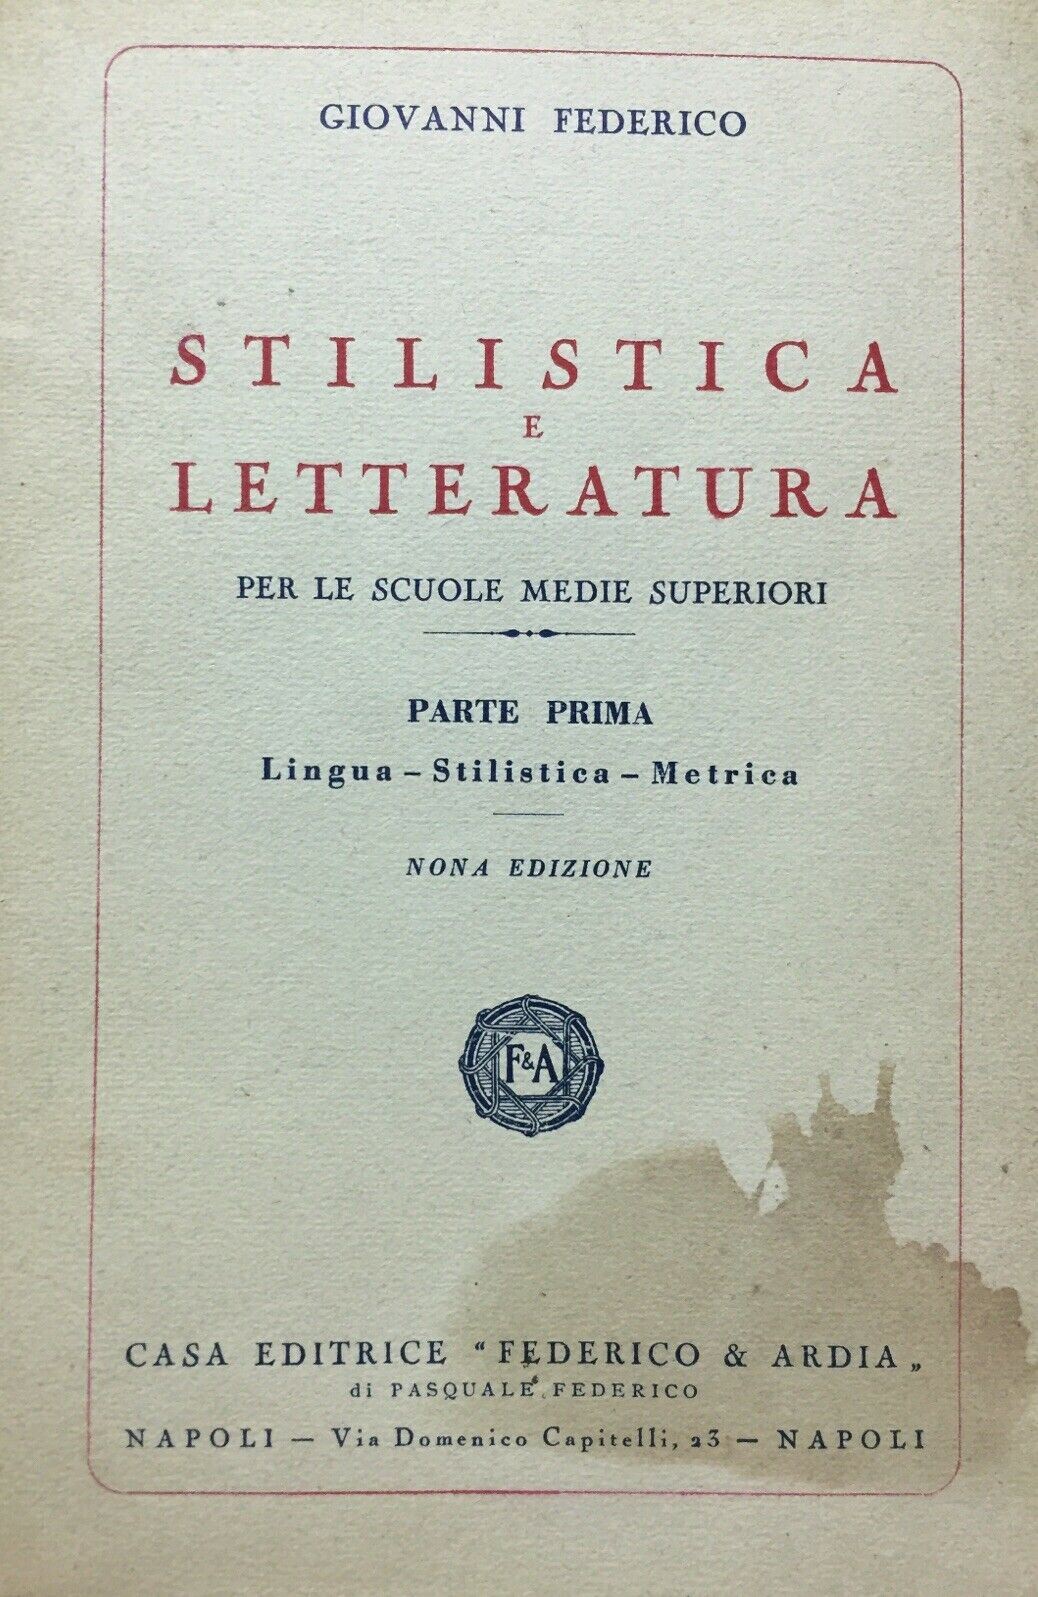 GIOVANNI FEDERICO
STILISTICA
E
LETTERATURA
PER LE SCUOLE MEDIE SUPERIORI
PARTE PRIMA
Lingua – Stilistica – Metrica
NONA EDIZIONE
F&A
CASA EDITRICE “FEDERICO & ARDIA„
di PASQUALE FEDERICO
NAPOLI — Via Domenico Capitelli, 23 — NAPOLI